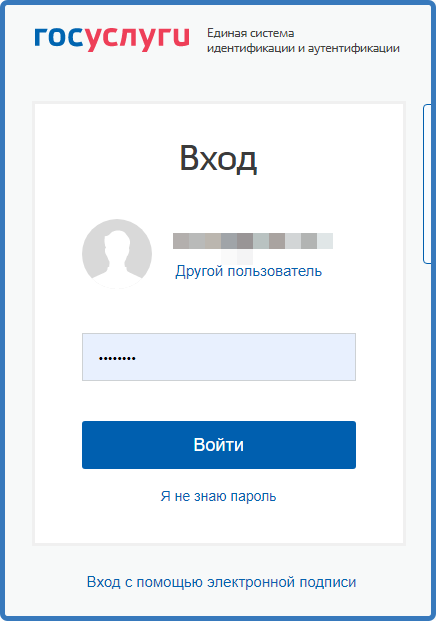 госуслуги
Единая система
идентификации и аутентификации
Вход
Другой пользователь
••••••••
Войти
Я не знаю пароль
Вход с помощью электронной подписи